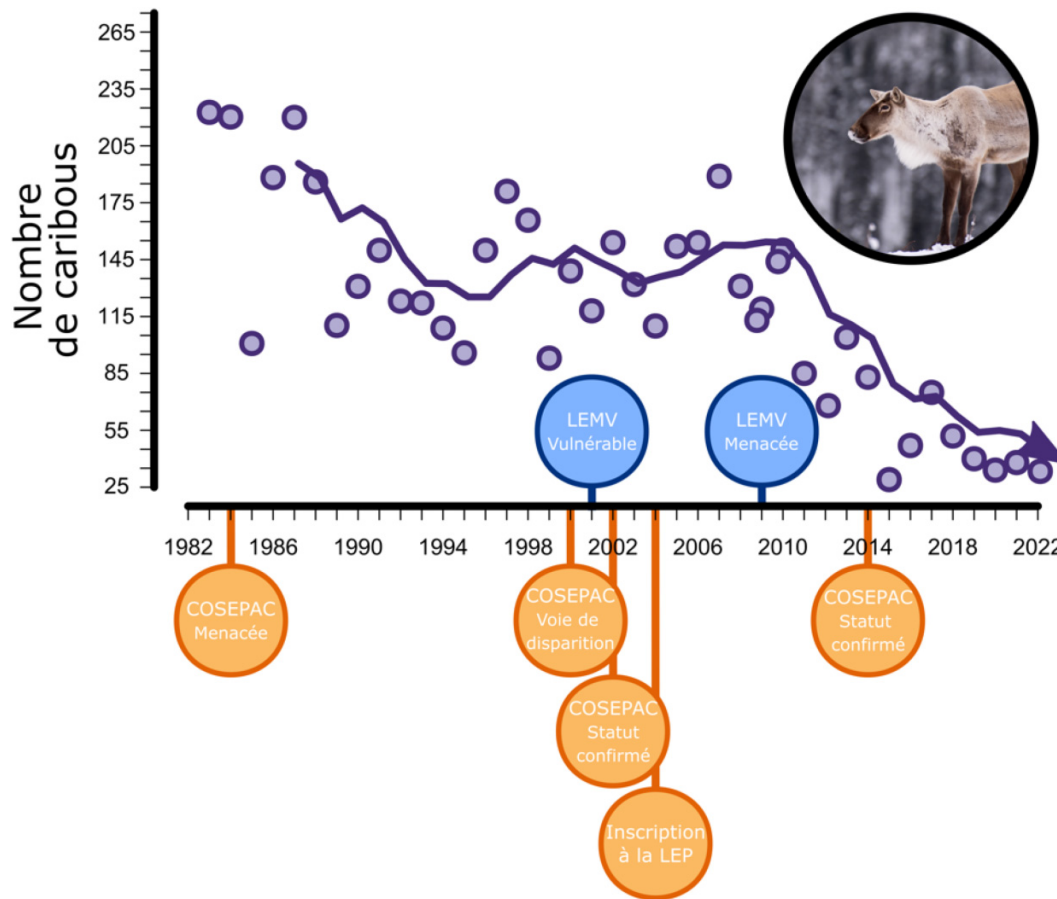 Nombre
de caribous
265
235
205
175
145
115
85
55
25
LEMV
Vulnérable
LEMV
Menacée
1982 1986 1990 1994 1998 2002 2006 2010 2014 2018 2022
COSEPAC
Menacée
COSEPAC
Voie de
disparition
COSEPAC
Statut
confirmé
COSEPAC
Statut
confirmé
Inscription
à la LEP